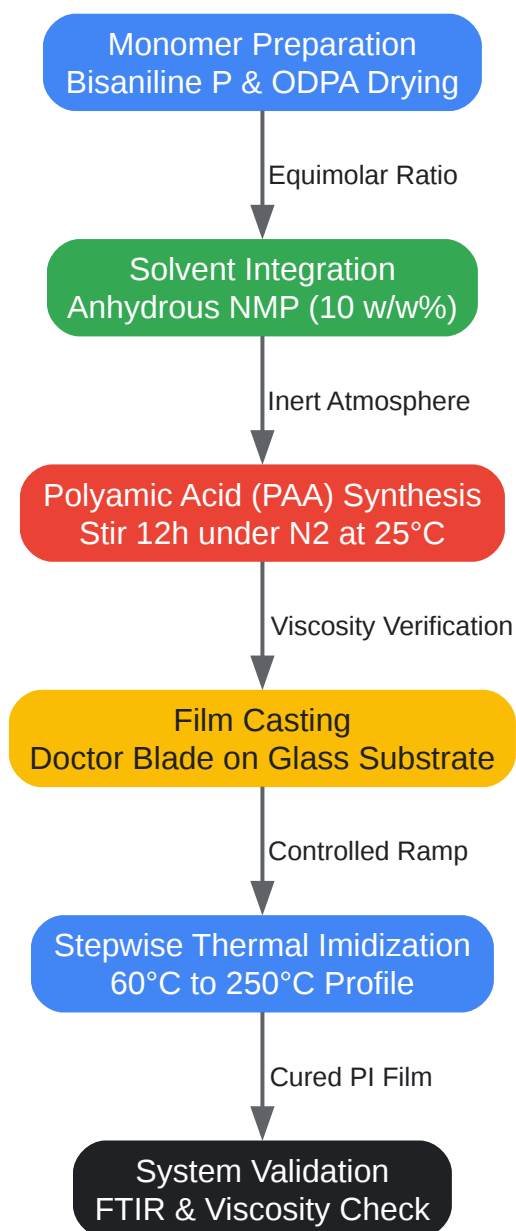 Monomer Preparation
Bisaniline P & ODPA Drying
Equimolar Ratio
Solvent Integration
Anhydrous NMP (10 w/w%)
Inert Atmosphere
Polyamic Acid (PAA) Synthesis
Stir 12h under N2 at 25°C
Viscosity Verification
Film Casting
Doctor Blade on Glass Substrate
Controlled Ramp
Stepwise Thermal Imidization
60°C to 250°C Profile
Cured PI Film
System Validation
FTIR & Viscosity Check